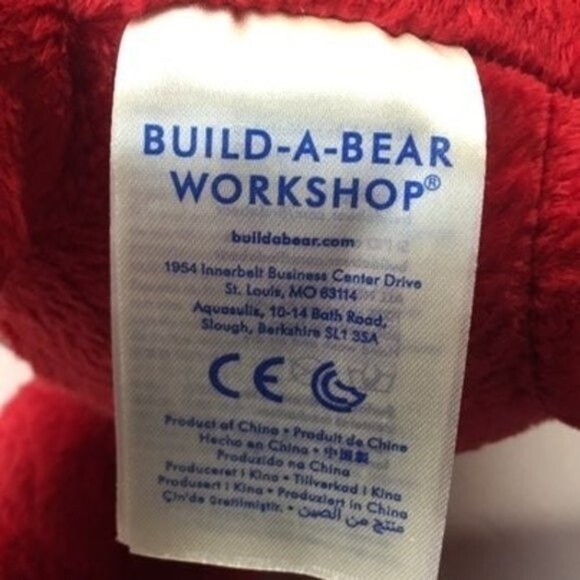 BUILD-A-BEAR
WORKSHOP®
buildabear.com
1954 Innerbelt Business Center Drive
St. Louis, MO 63114
Aquasulis, 10-14 Bath Road,
Slough, Berkshire SL1 3SA
CE
Product of China • Produit de Chine
Hecho en China • 中国製
Produzido na China
Produceret i Kina • Tillverkad i Kina
Produsert i Kina • Produziert in China
Çin'de üretilmiştir. • منتج من الصين